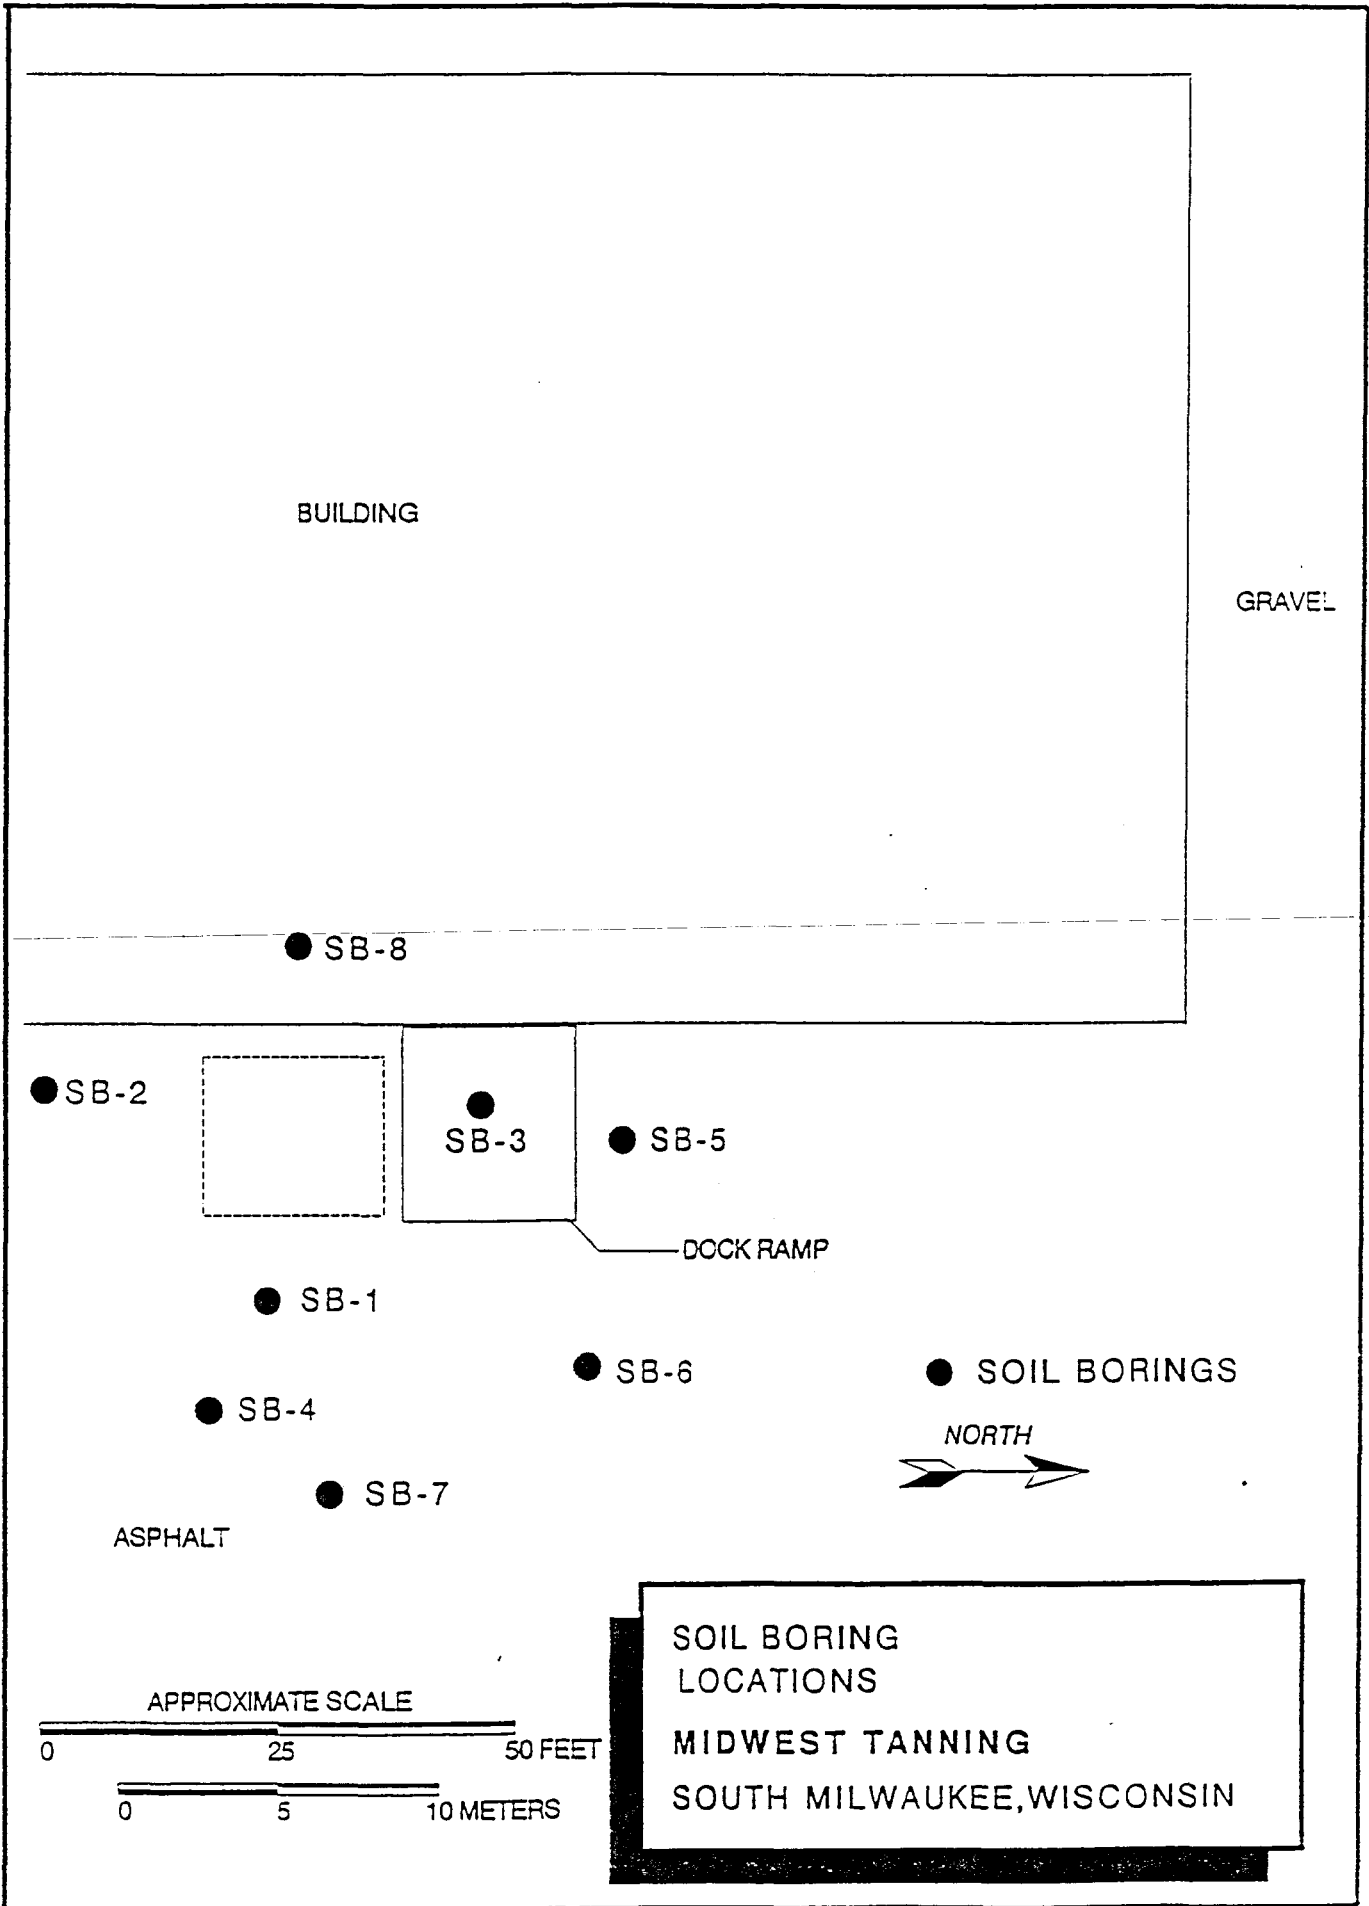 BUILDING
GRAVEL
SB-8
SB-2
SB-3
SB-5
DOCK RAMP
SB-1
SB-6
SOIL BORINGS
SB-4
NORTH
SB-7
ASPHALT
APPROXIMATE SCALE
0 25 50 FEET
0 5 10 METERS
SOIL BORING
LOCATIONS
MIDWEST TANNING
SOUTH MILWAUKEE, WISCONSIN